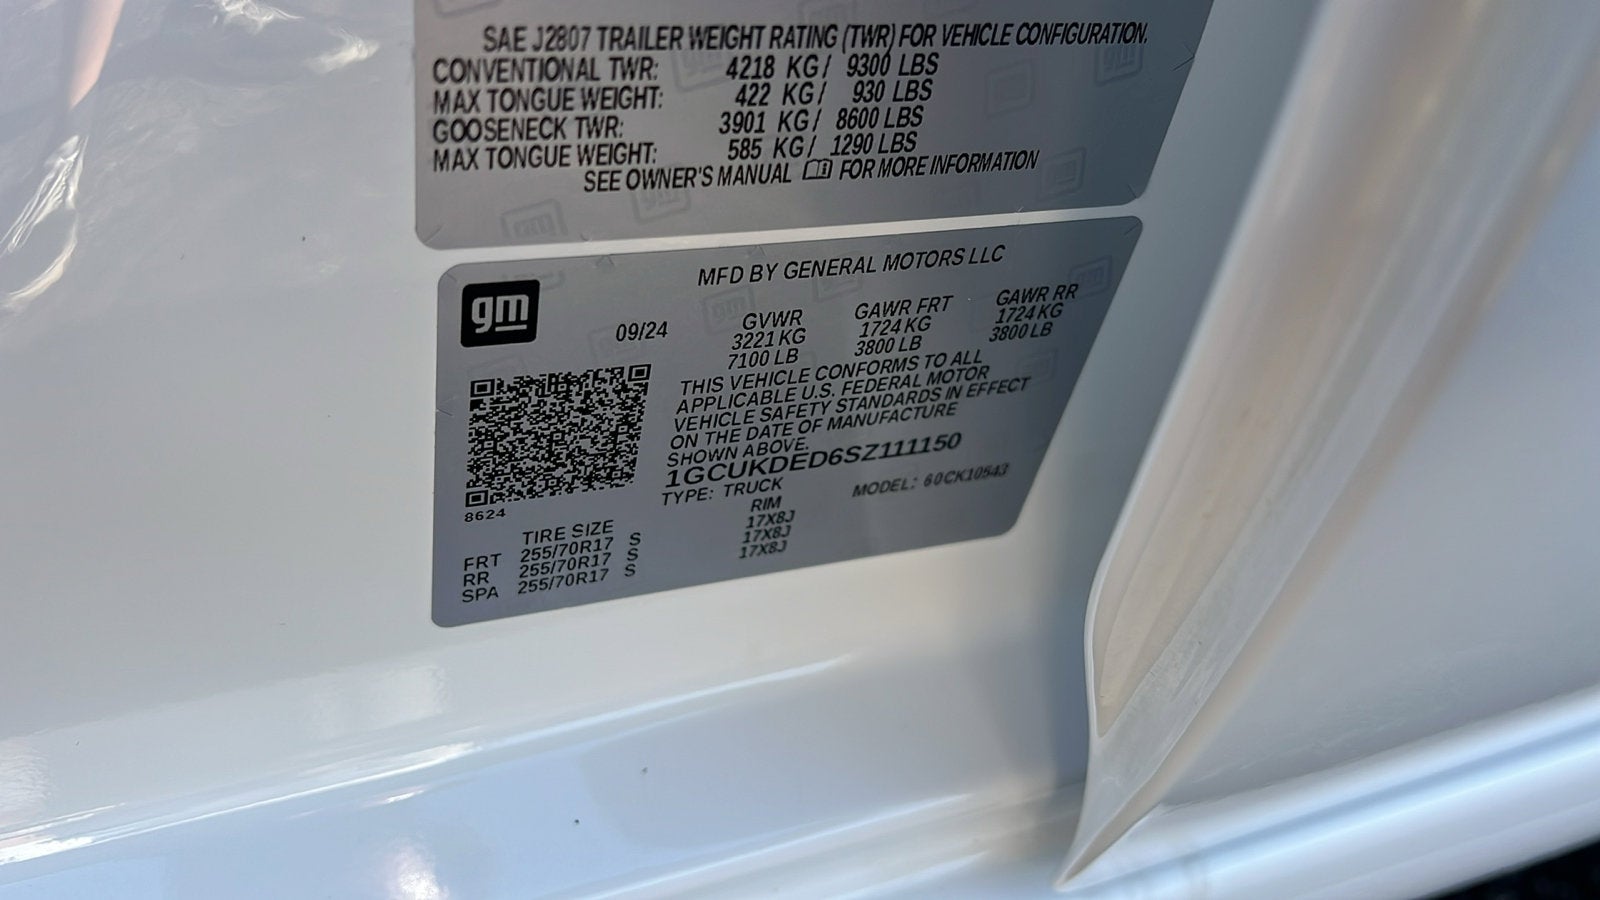 SAE J2807 TRAILER WEIGHT RATING (TWR) FOR VEHICLE CONFIGURATION.
CONVENTIONAL TWR: 4218 KG/ 9300 LBS
MAX TONGUE WEIGHT: 422 KG/ 930 LBS
GOOSENECK TWR: 3901 KG/ 8600 LBS
MAX TONGUE WEIGHT: 585 KG/ 1290 LBS
SEE OWNER'S MANUAL FOR MORE INFORMATION
gm
MFD BY GENERAL MOTORS LLC
09/24 GVWR GAWR FRT GAWR RR
3221 KG 1724 KG 1724 KG
7100 LB 3800 LB 3800 LB
THIS VEHICLE CONFORMS TO ALL
APPLICABLE U.S. FEDERAL MOTOR
VEHICLE SAFETY STANDARDS IN EFFECT
ON THE DATE OF MANUFACTURE
SHOWN ABOVE.
1GCUKDED6SZ111150
TYPE: TRUCK MODEL: 60CK10543
8624
TIRE SIZE RIM
FRT 255/70R17 S 17X8J
RR 255/70R17 S 17X8J
SPA 255/70R17 S 17X8J